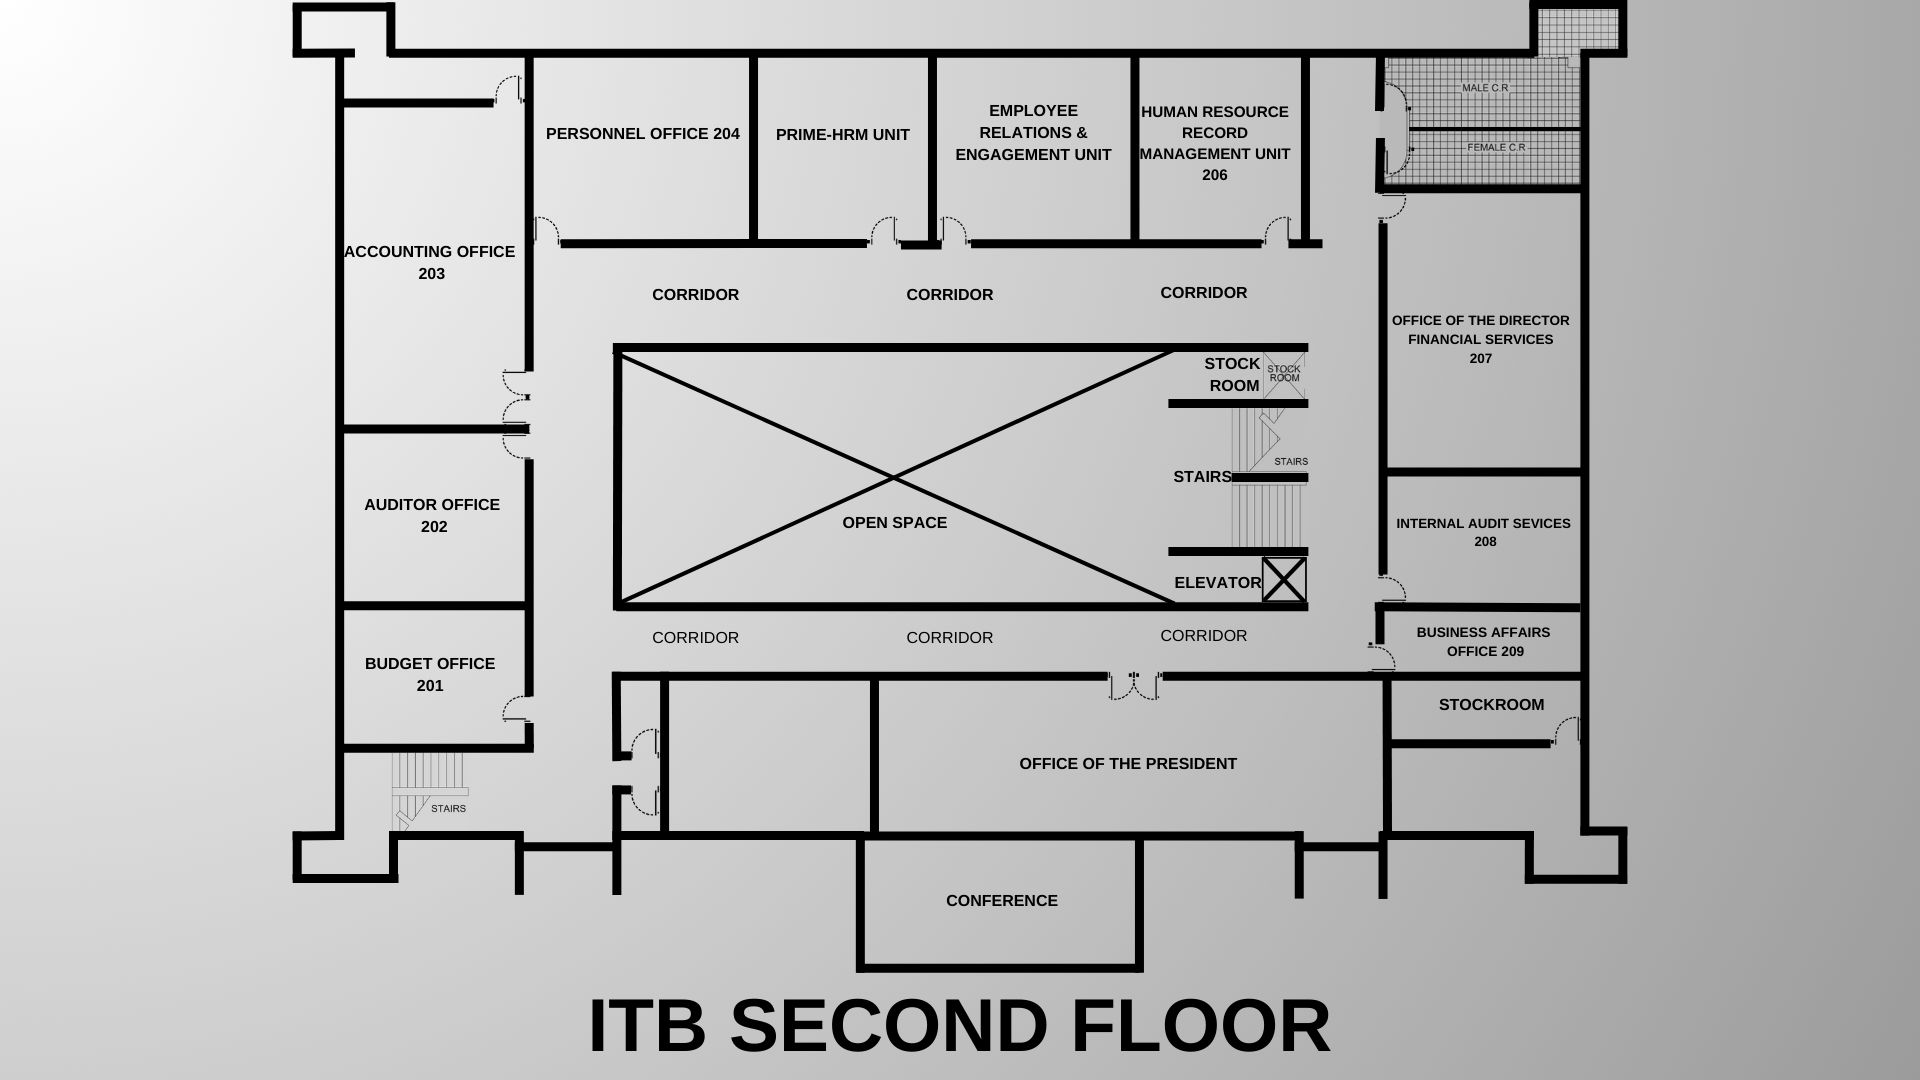 MALE C.R
FEMALE C.R
PERSONNEL OFFICE 204
PRIME-HRM UNIT
EMPLOYEE
RELATIONS &
ENGAGEMENT UNIT
HUMAN RESOURCE
RECORD
MANAGEMENT UNIT
206
ACCOUNTING OFFICE
203
CORRIDOR
CORRIDOR
CORRIDOR
OFFICE OF THE DIRECTOR
FINANCIAL SERVICES
207
STOCK
ROOM
STOCK
ROOM
STAIRS
STAIRS
AUDITOR OFFICE
202
OPEN SPACE
INTERNAL AUDIT SEVICES
208
ELEVATOR
CORRIDOR
CORRIDOR
CORRIDOR
BUSINESS AFFAIRS
OFFICE 209
BUDGET OFFICE
201
STOCKROOM
OFFICE OF THE PRESIDENT
STAIRS
CONFERENCE
ITB SECOND FLOOR